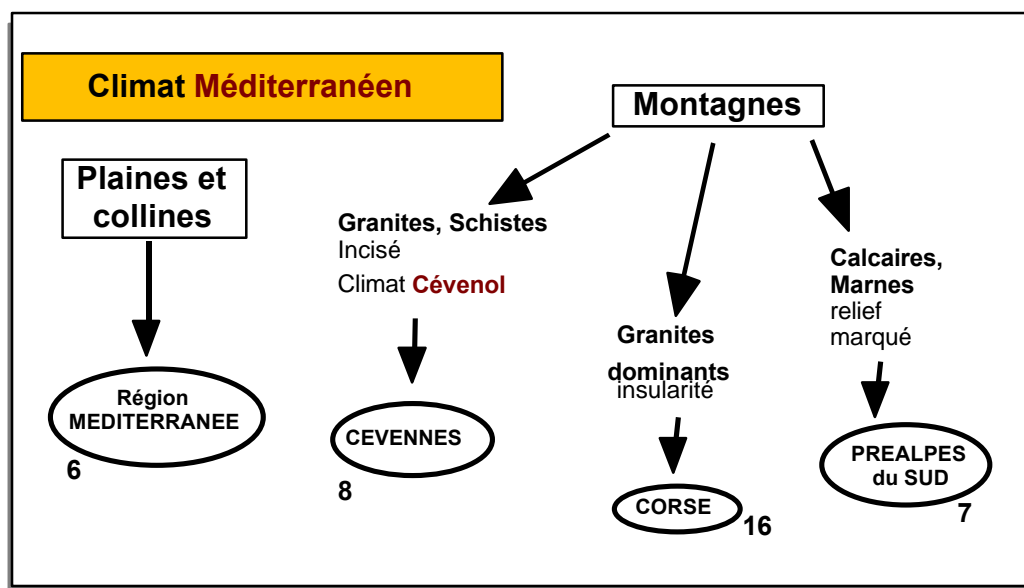 Climat Méditerranéen
Montagnes
Plaines et
collines
Granites, Schistes
Incisé
Climat Cévenol
Calcaires,
Marnes
relief
marqué
Granites
dominants
insularité
Région
MEDITERRANEE
6
CEVENNES
8
CORSE
16
PREALPES
du SUD
7